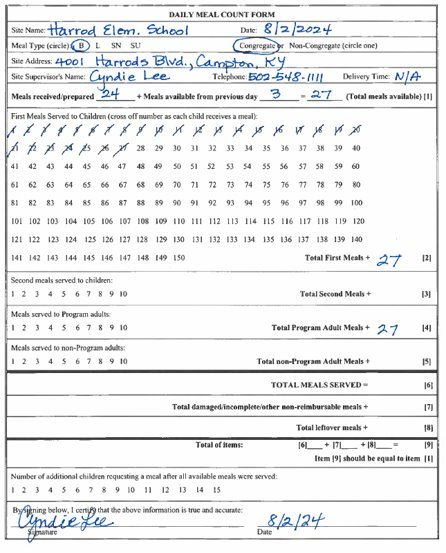 DAILY MEAL COUNT FORM
Site Name: Harrod Elem. School Date: 8/2/2024
Meal Type (circle) B L SN SU Congregate or Non-Congregate (circle one)
Site Address: 4001 Harrods Blvd., Campton, KY
Site Supervisor's Name: Cyndie Lee Telephone: 502-548-1111 Delivery Time: N/A
Meals received/prepared 24 + Meals available from previous day 3 = 27 (Total meals available) [1]
First Meals Served to Children (cross off number as each child receives a meal):
1 2 3 4 5 6 7 8 9 10 11 12 13 14 15 16 17 18 19 20
21 22 23 24 25 26 27 28 29 30 31 32 33 34 35 36 37 38 39 40
41 42 43 44 45 46 47 48 49 50 51 52 53 54 55 56 57 58 59 60
61 62 63 64 65 66 67 68 69 70 71 72 73 74 75 76 77 78 79 80
81 82 83 84 85 86 87 88 89 90 91 92 93 94 95 96 97 98 99 100
101 102 103 104 105 106 107 108 109 110 111 112 113 114 115 116 117 118 119 120
121 122 123 124 125 126 127 128 129 130 131 132 133 134 135 136 137 138 139 140
141 142 143 144 145 146 147 148 149 150 Total First Meals + 27 [2]
Second meals served to children:
1 2 3 4 5 6 7 8 9 10 Total Second Meals + [3]
Meals served to Program adults:
1 2 3 4 5 6 7 8 9 10 Total Program Adult Meals + 27 [4]
Meals served to non-Program adults:
1 2 3 4 5 6 7 8 9 10 Total non-Program Adult Meals + [5]
TOTAL MEALS SERVED = [6]
Total damaged/incomplete/other non-reimbursable meals + [7]
Total leftover meals + [8]
Total of items: [6]___ + [7]___ + [8]___ = [9]
Item [9] should be equal to item [1]
Number of additional children requesting a meal after all available meals were served:
1 2 3 4 5 6 7 8 9 10 11 12 13 14 15
By signing below, I certify that the above information is true and accurate:
Cyndie Lee 8/2/24
Signature Date